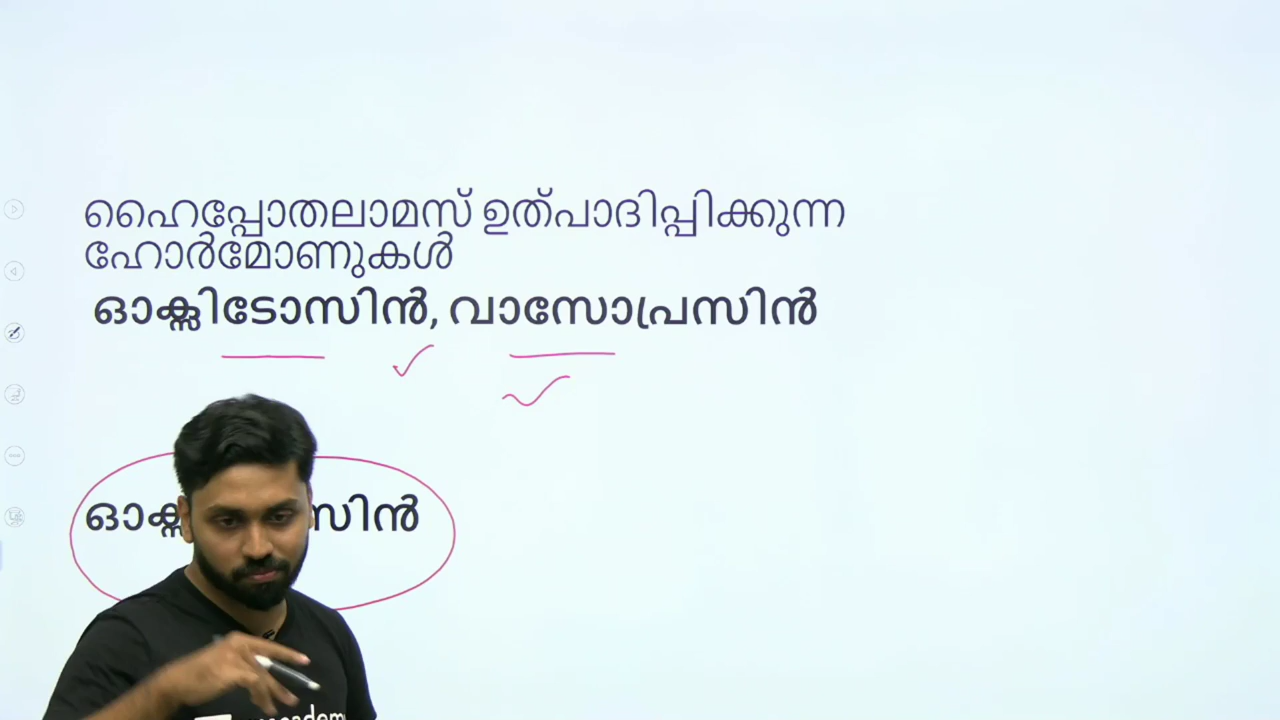 ഹൈപ്പോതലാമസ് ഉത്പാദിപ്പിക്കുന്ന
ഹോർമോണുകൾ
ഓക്സിടോസിൻ, വാസോപ്രസിൻ